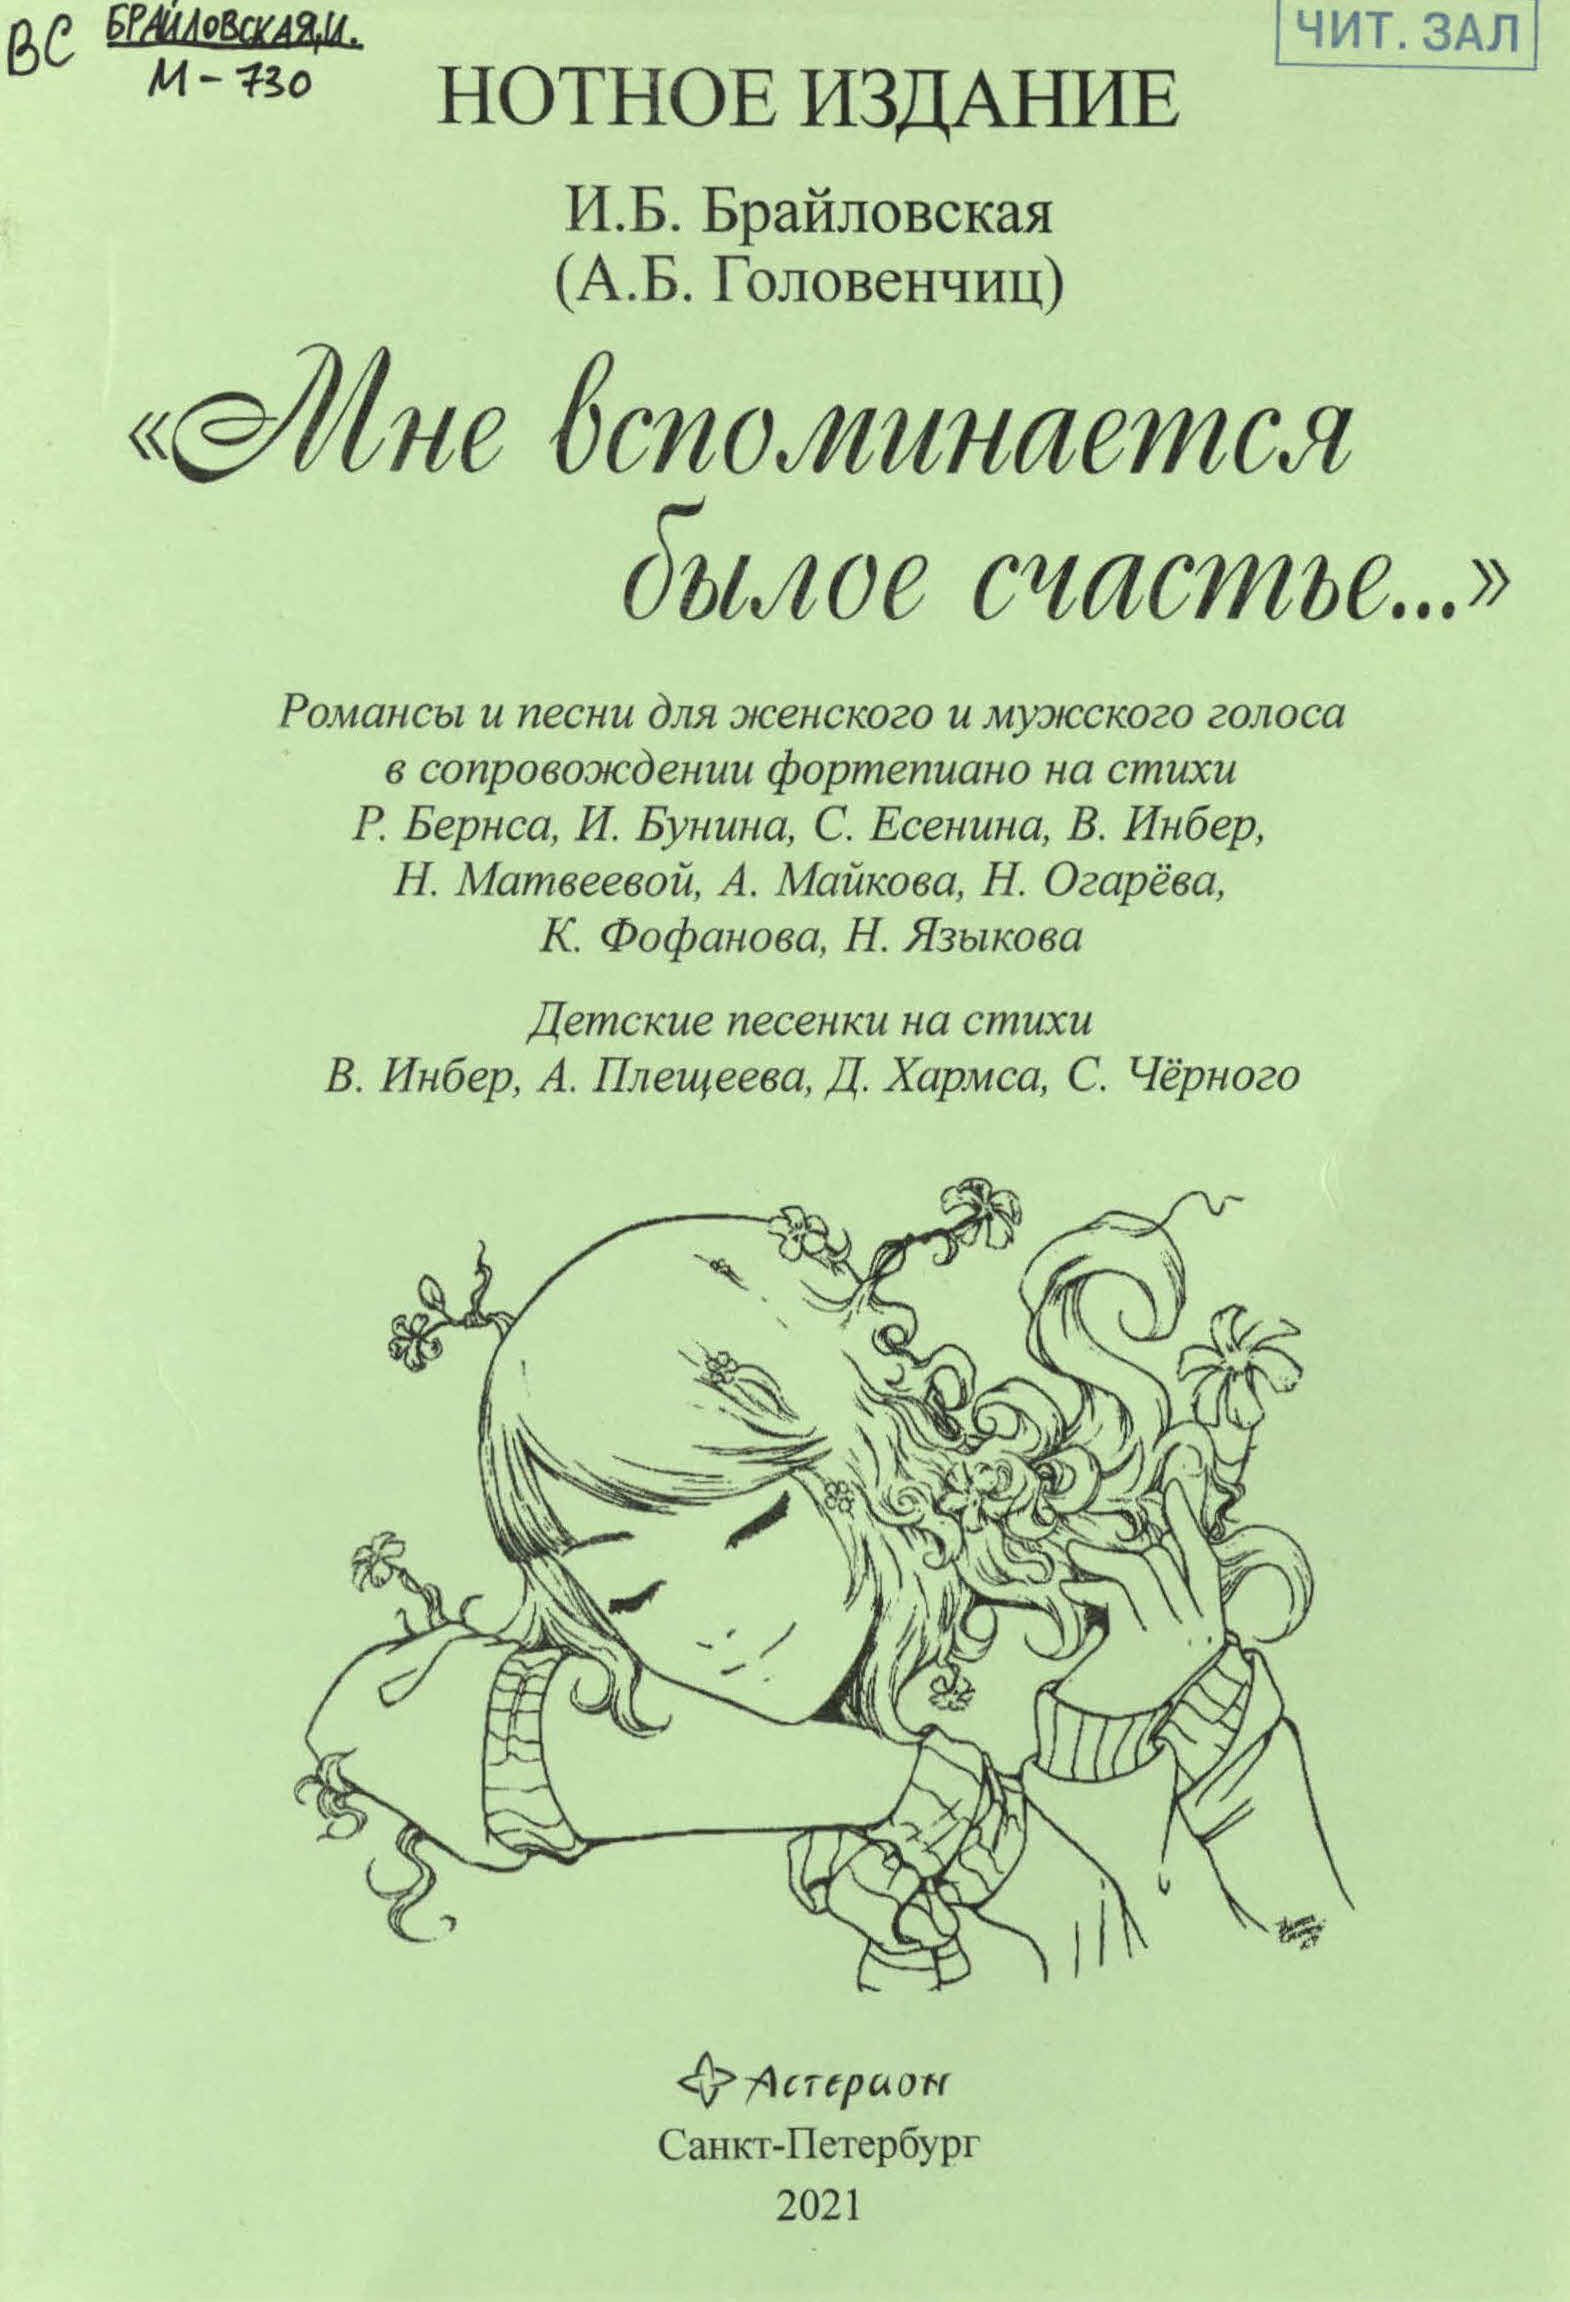 ВС БРАЙЛОВСКАЯ, И.
М-730
ЧИТ. ЗАЛ
НОТНОЕ ИЗДАНИЕ
И.Б. Брайловская
(А.Б. Головенчиц)
«Мне вспоминается
былое счастье...»
Романсы и песни для женского и мужского голоса
в сопровождении фортепиано на стихи
Р. Бернса, И. Бунина, С. Есенина, В. Инбер,
Н. Матвеевой, А. Майкова, Н. Огарёва,
К. Фофанова, Н. Языкова
Детские песенки на стихи
В. Инбер, А. Плещеева, Д. Хармса, С. Чёрного
Астерион
Санкт-Петербург
2021